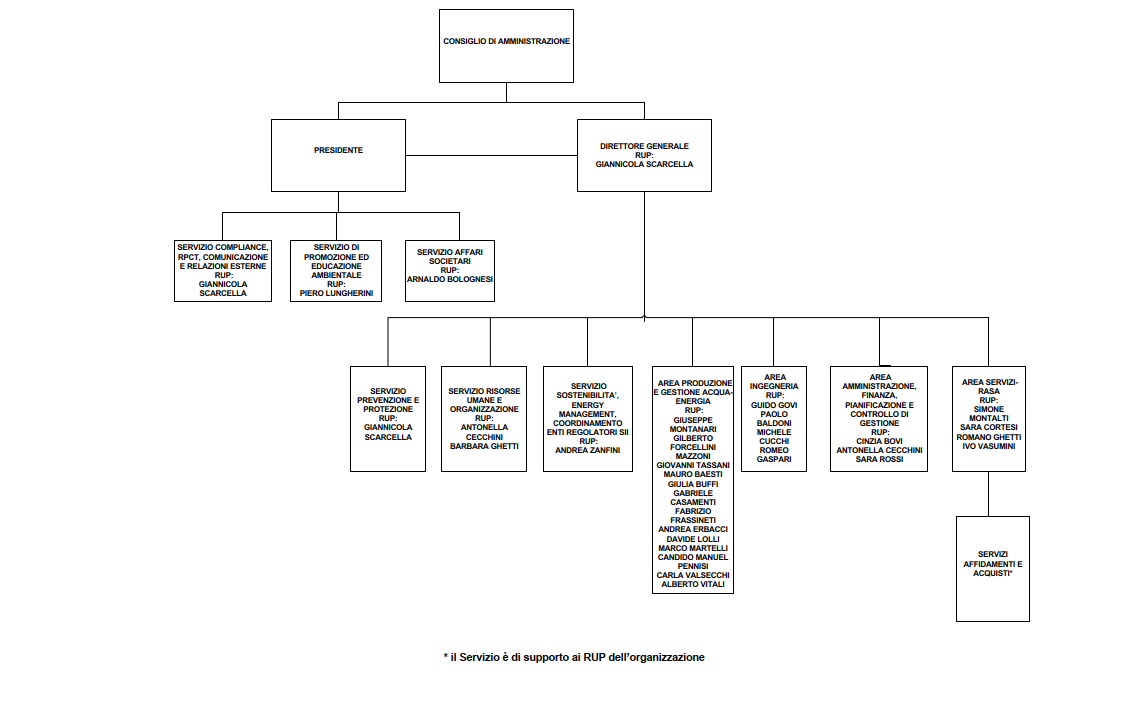 CONSIGLIO DI AMMINISTRAZIONE
PRESIDENTE
DIRETTORE GENERALE
RUP:
GIANNICOLA SCARCELLA
SERVIZIO COMPLIANCE,
RPCT, COMUNICAZIONE
E RELAZIONI ESTERNE
RUP:
GIANNICOLA
SCARCELLA
SERVIZIO DI
PROMOZIONE ED
EDUCAZIONE
AMBIENTALE
RUP:
PIERO LUNGHERINI
SERVIZIO AFFARI
SOCIETARI
RUP:
ARNALDO BOLOGNESI
SERVIZIO
PREVENZIONE E
PROTEZIONE
RUP:
GIANNICOLA
SCARCELLA
SERVIZIO RISORSE
UMANE E
ORGANIZZAZIONE
RUP:
ANTONELLA
CECCHINI
BARBARA GHETTI
SERVIZIO
SOSTENIBILITA',
ENERGY
MANAGEMENT,
COORDINAMENTO
ENTI REGOLATORI SII
RUP:
ANDREA ZANFINI
AREA PRODUZIONE
E GESTIONE ACQUA-
ENERGIA
RUP:
GIUSEPPE
MONTANARI
GILBERTO
FORCELLINI
MAZZONI
GIOVANNI TASSANI
MAURO BAESTI
GIULIA BUFFI
GABRIELE
CASAMENTI
FABRIZIO
FRASSINETI
ANDREA ERBACCI
DAVIDE LOLLI
MARCO MARTELLI
CANDIDO MANUEL
PENNISI
CARLA VALSECCHI
ALBERTO VITALI
AREA
INGEGNERIA
RUP:
GUIDO GOVI
PAOLO
BALDONI
MICHELE
CUCCHI
ROMEO
GASPARI
AREA
AMMINISTRAZIONE,
FINANZA,
PIANIFICAZIONE E
CONTROLLO DI
GESTIONE
RUP:
CINZIA BOVI
ANTONELLA CECCHINI
SARA ROSSI
AREA SERVIZI-
RASA
RUP:
SIMONE
MONTALTI
SARA CORTESI
ROMANO GHETTI
IVO VASUMINI
SERVIZI
AFFIDAMENTI E
ACQUISTI*
* il Servizio è di supporto ai RUP dell'organizzazione